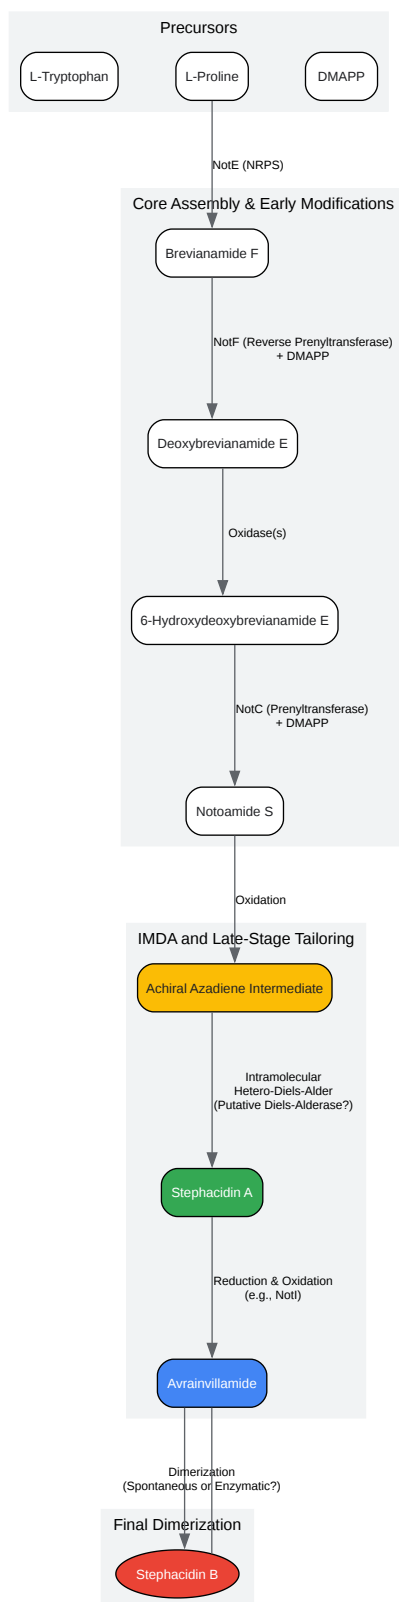 Precursors
L-Tryptophan
L-Proline
DMAPP
NotE (NRPS)
Core Assembly & Early Modifications
Brevianamide F
NotF (Reverse Prenyltransferase)
+ DMAPP
Deoxybrevianamide E
Oxidase(s)
6-Hydroxydeoxybrevianamide E
NotC (Prenyltransferase)
+ DMAPP
Notoamide S
Oxidation
IMDA and Late-Stage Tailoring
Achiral Azadiene Intermediate
Intramolecular
Hetero-Diels-Alder
(Putative Diels-Alderase?)
Stephacidin A
Reduction & Oxidation
(e.g., NotI)
Avrainvillamide
Dimerization
(Spontaneous or Enzymatic?)
Final Dimerization
Stephacidin B